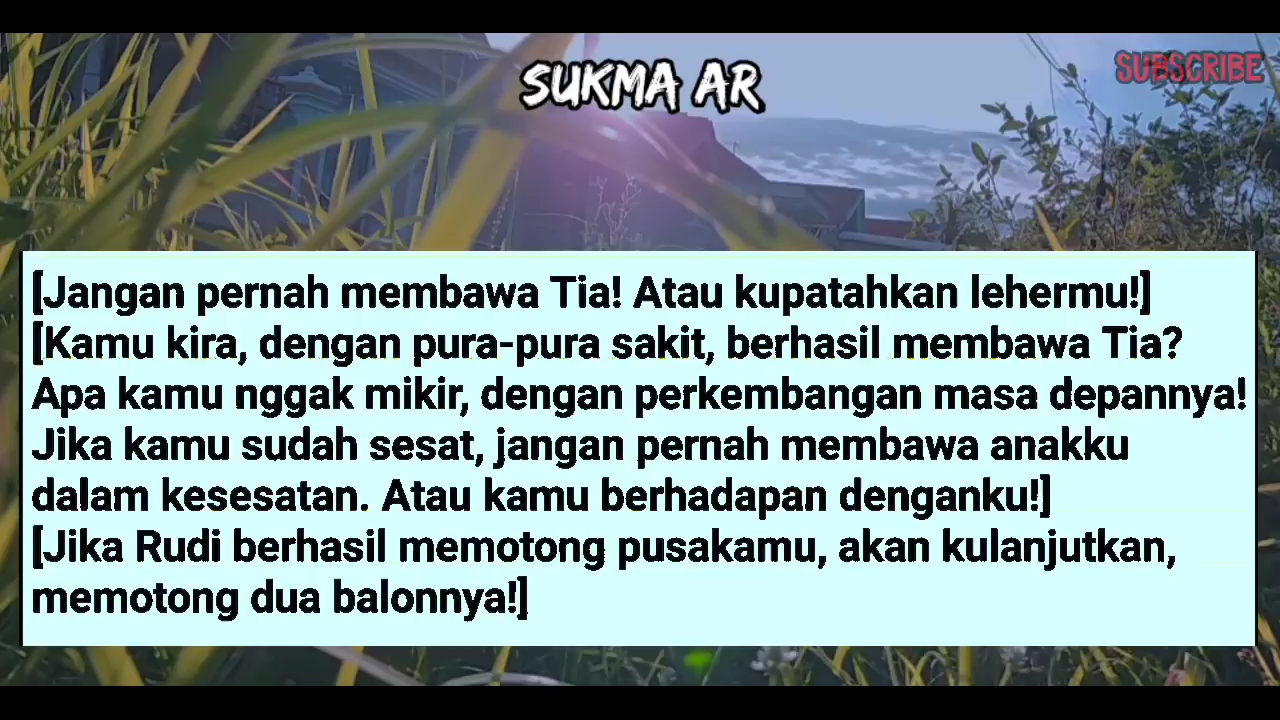 SUKMA AR
SUBSCRIBE
[Jangan pernah membawa Tia! Atau kupatahkan lehermu!]
[Kamu kira, dengan pura-pura sakit, berhasil membawa Tia?
Apa kamu nggak mikir, dengan perkembangan masa depannya!
Jika kamu sudah sesat, jangan pernah membawa anakku
dalam kesesatan. Atau kamu berhadapan denganku!]
[Jika Rudi berhasil memotong pusakamu, akan kulanjutkan,
memotong dua balonnya!]